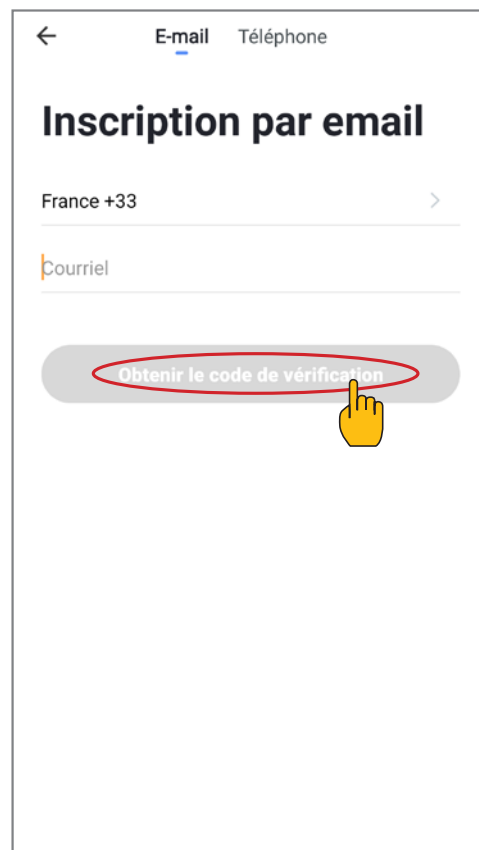 E-mail Téléphone
Inscription par email
France +33
Courriel
Obtenir le code de vérification